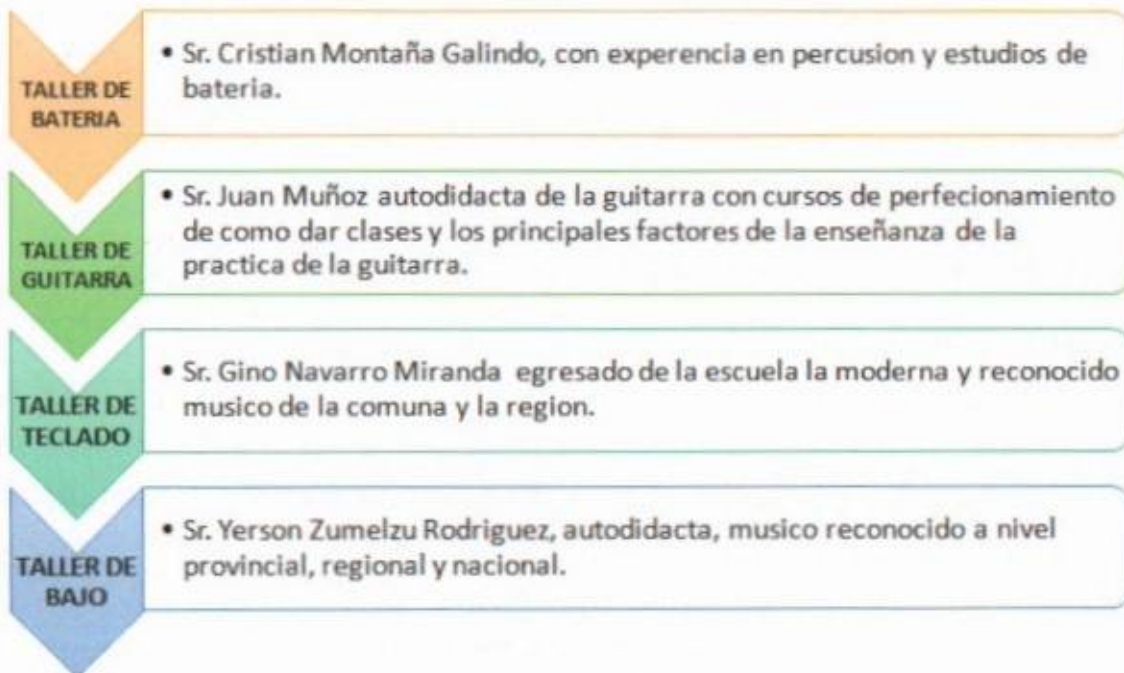 TALLER DE
BATERIA
• Sr. Cristian Montaña Galindo, con experencia en percusion y estudios de
bateria.
TALLER DE
GUITARRA
• Sr. Juan Muñoz autodidacta de la guitarra con cursos de perfecionamiento
de como dar clases y los principales factores de la enseñanza de la
practica de la guitarra.
TALLER DE
TECLADO
• Sr. Gino Navarro Miranda egresado de la escuela la moderna y reconocido
musico de la comuna y la region.
TALLER DE
BAJO
• Sr. Yerson Zumelzu Rodriguez, autodidacta, musico reconocido a nivel
provincial, regional y nacional.